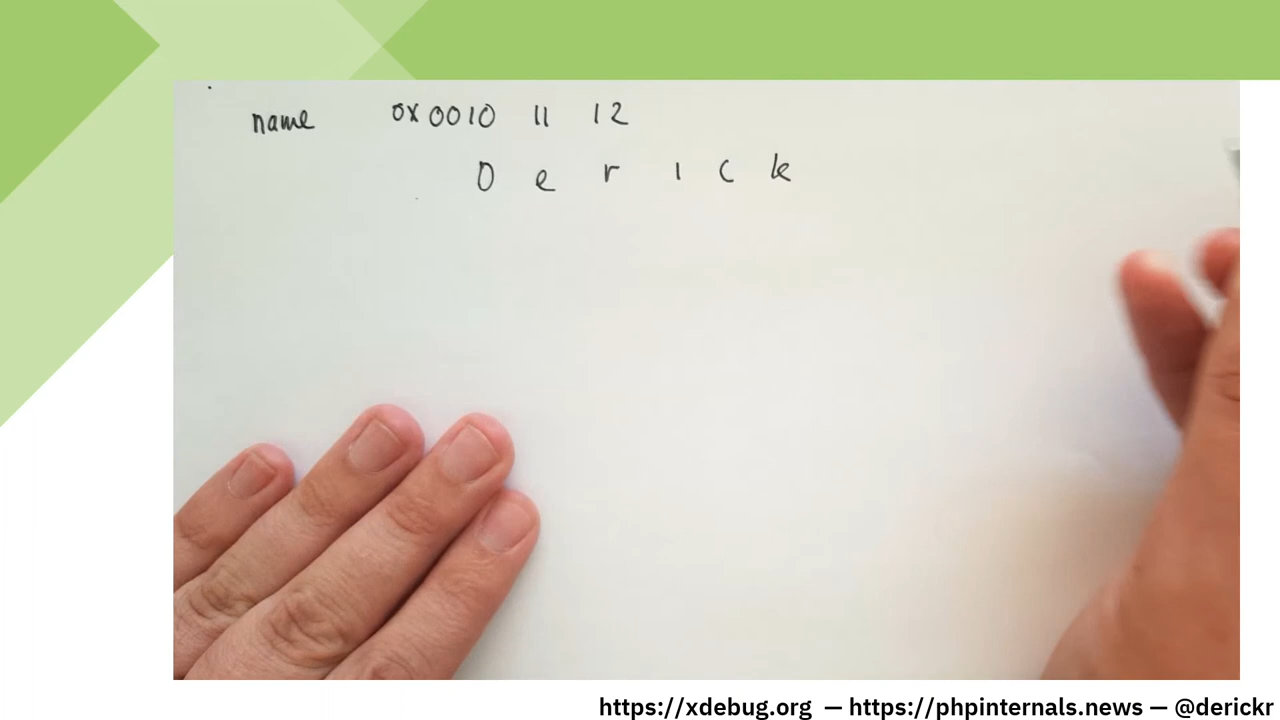 name 0x0010 11 12
D e r i c k
https://xdebug.org — https://phpinternals.news — @derickr